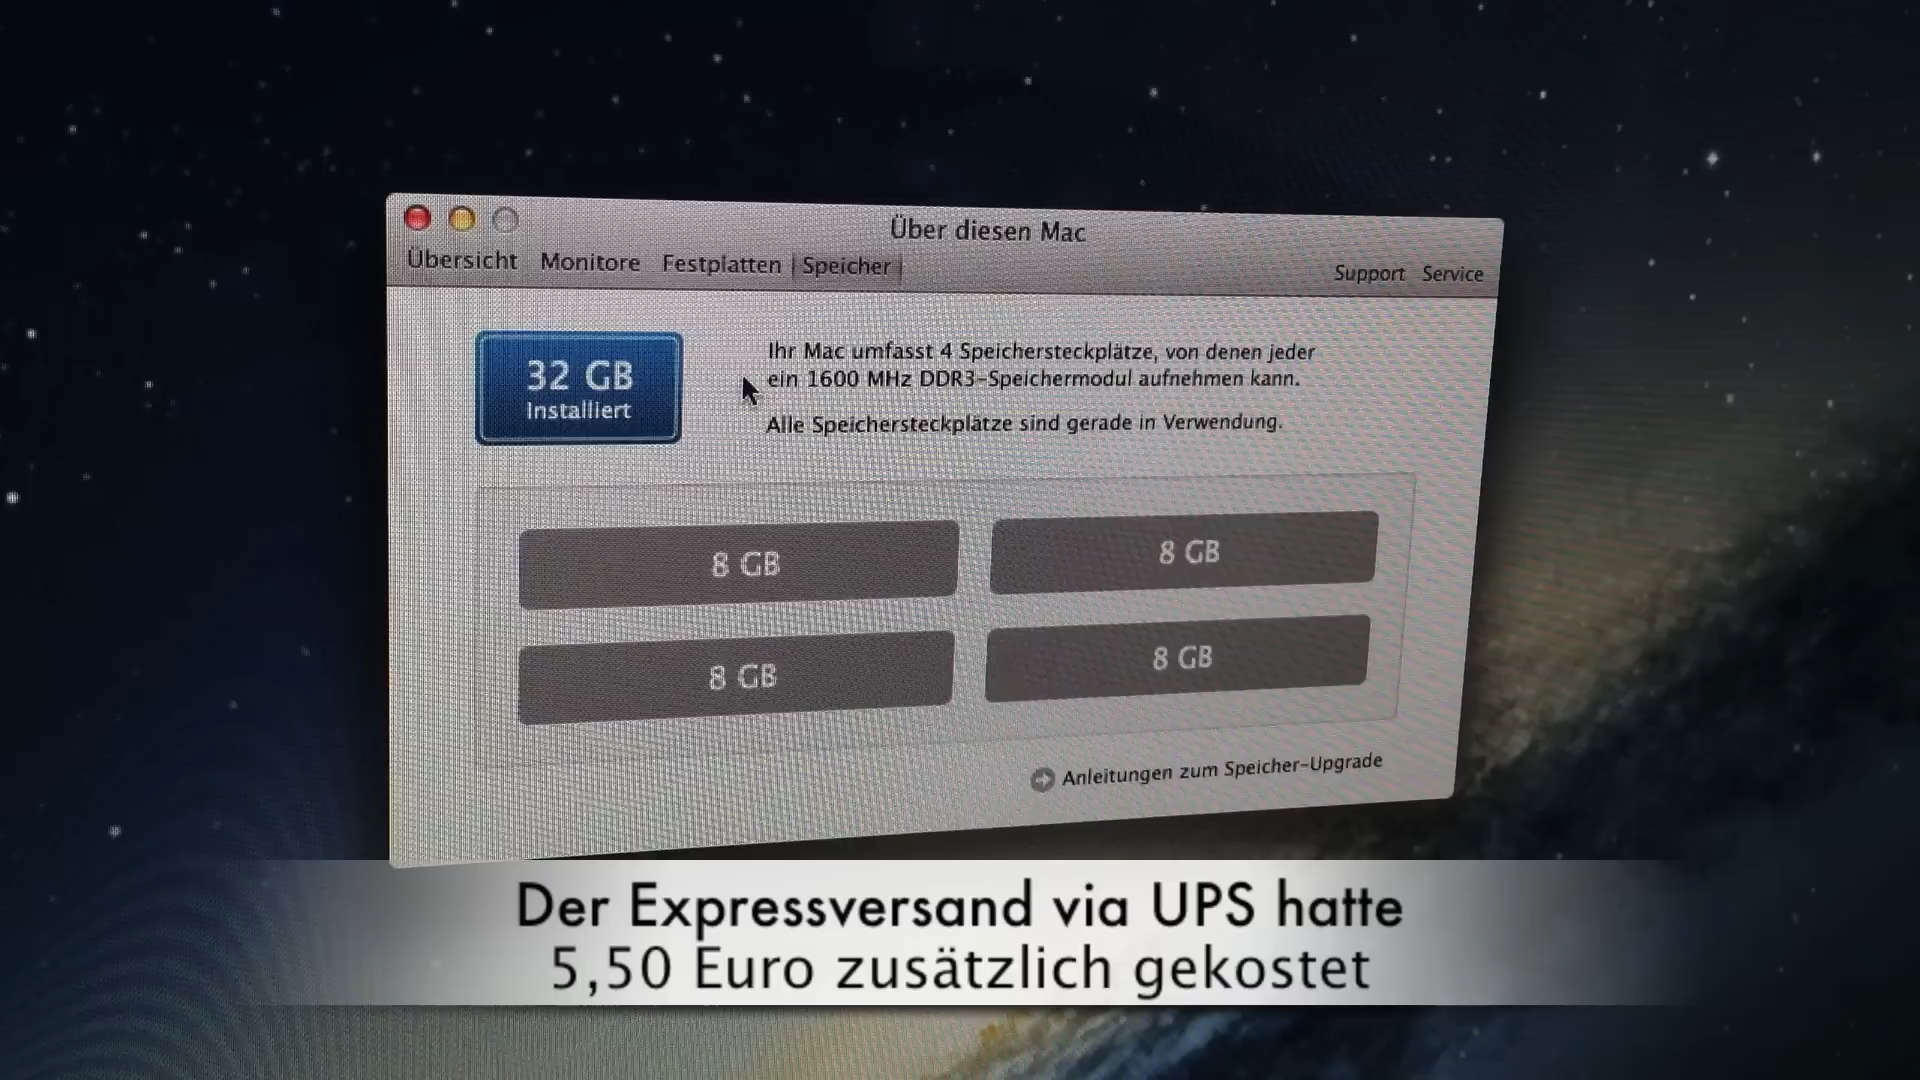 Über diesen Mac
Übersicht Monitore Festplatten Speicher
Support Service
32 GB
Installiert
Ihr Mac umfasst 4 Speichersteckplätze, von denen jeder
ein 1600 MHz DDR3-Speichermodul aufnehmen kann.
Alle Speichersteckplätze sind gerade in Verwendung.
8 GB
8 GB
8 GB
8 GB
Anleitungen zum Speicher-Upgrade
Der Expressversand via UPS hatte
5,50 Euro zusätzlich gekostet